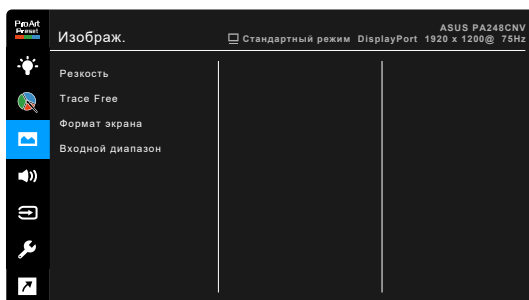 ProArt
Preset
Изображ.
ASUS PA248CNV
Стандартный режим DisplayPort 1920 x 1200@ 75Hz
Резкость
Trace Free
Формат экрана
Входной диапазон